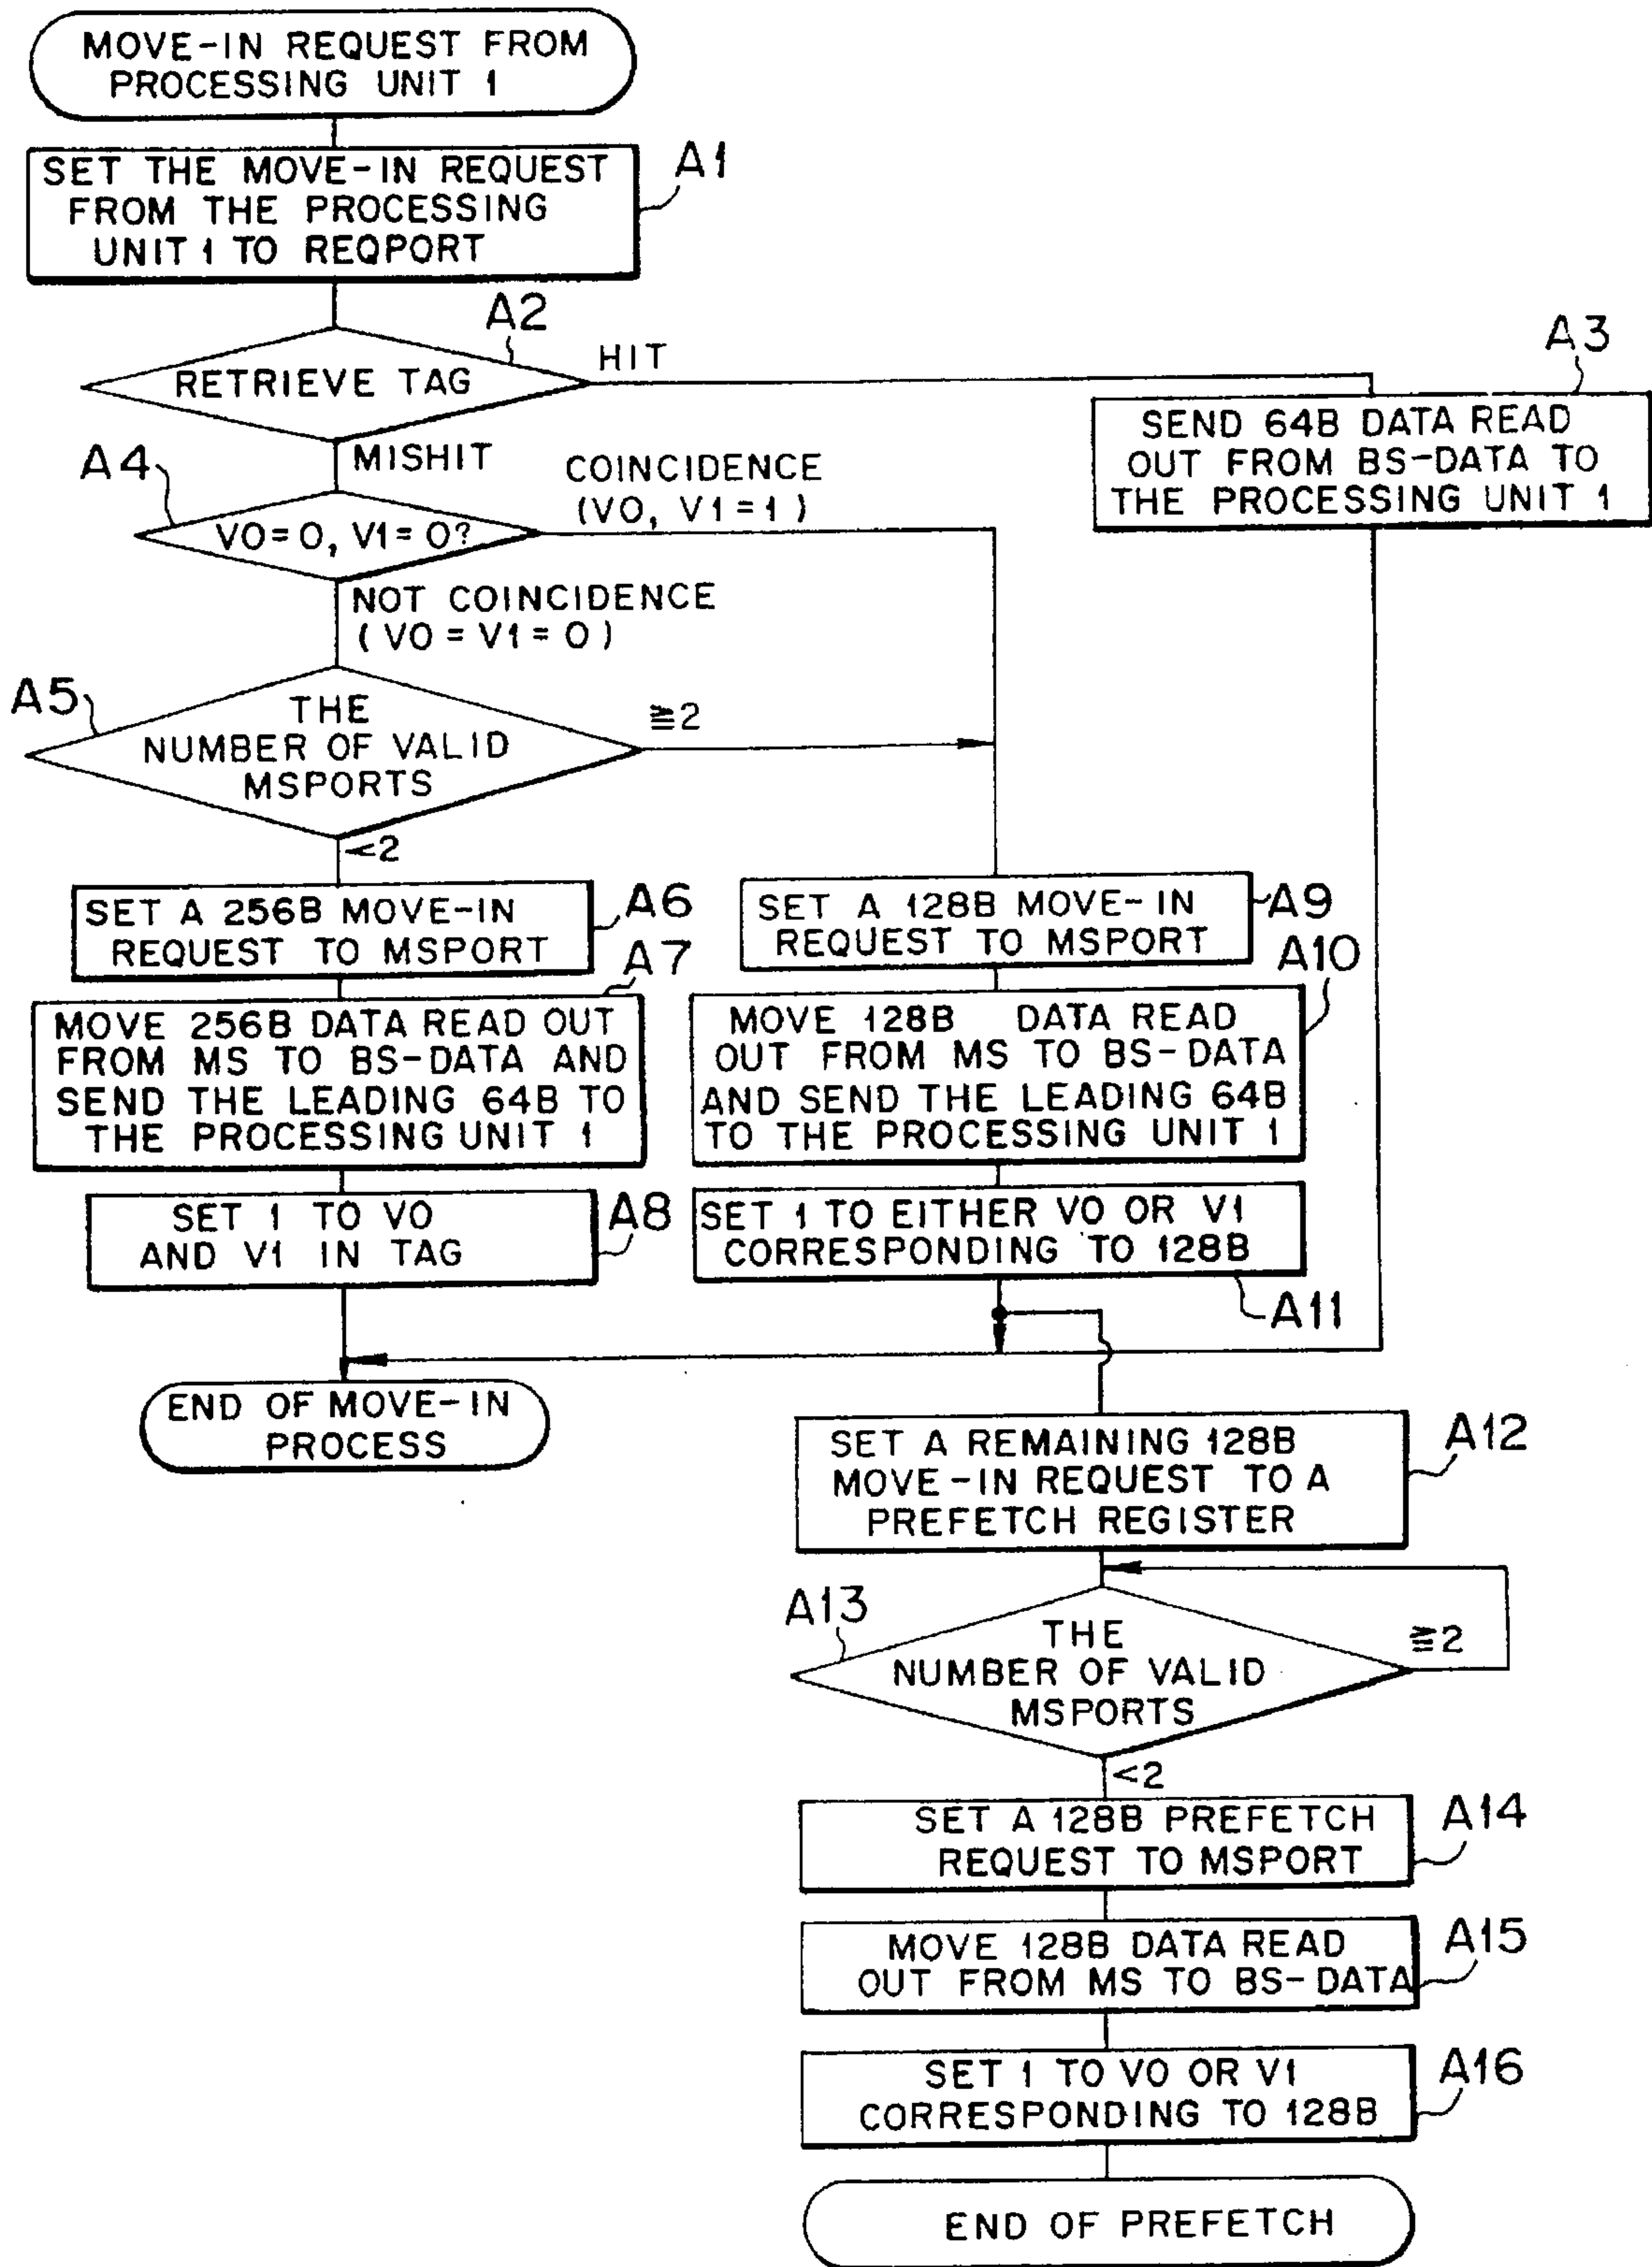 MOVE-IN REQUEST FROM
PROCESSING UNIT 1
SET THE MOVE-IN REQUEST
FROM THE PROCESSING
UNIT 1 TO REQPORT
A1
A2
RETRIEVE TAG
HIT
A3
SEND 64B DATA READ
OUT FROM BS-DATA TO
THE PROCESSING UNIT 1
MISHIT
A4
V0=0, V1=0?
COINCIDENCE
(V0, V1=1)
NOT COINCIDENCE
(V0=V1=0)
A5
THE
NUMBER OF VALID
MSPORTS
≧2
<2
SET A 256B MOVE-IN
REQUEST TO MSPORT
A6
MOVE 256B DATA READ OUT
FROM MS TO BS-DATA AND
SEND THE LEADING 64B TO
THE PROCESSING UNIT 1
A7
SET 1 TO V0
AND V1 IN TAG
A8
SET A 128B MOVE-IN
REQUEST TO MSPORT
A9
MOVE 128B DATA READ
OUT FROM MS TO BS-DATA
AND SEND THE LEADING 64B
TO THE PROCESSING UNIT 1
A10
SET 1 TO EITHER V0 OR V1
CORRESPONDING TO 128B
A11
END OF MOVE-IN
PROCESS
SET A REMAINING 128B
MOVE-IN REQUEST TO A
PREFETCH REGISTER
A12
A13
THE
NUMBER OF VALID
MSPORTS
≧2
<2
SET A 128B PREFETCH
REQUEST TO MSPORT
A14
MOVE 128B DATA READ
OUT FROM MS TO BS-DATA
A15
SET 1 TO V0 OR V1
CORRESPONDING TO 128B
A16
END OF PREFETCH